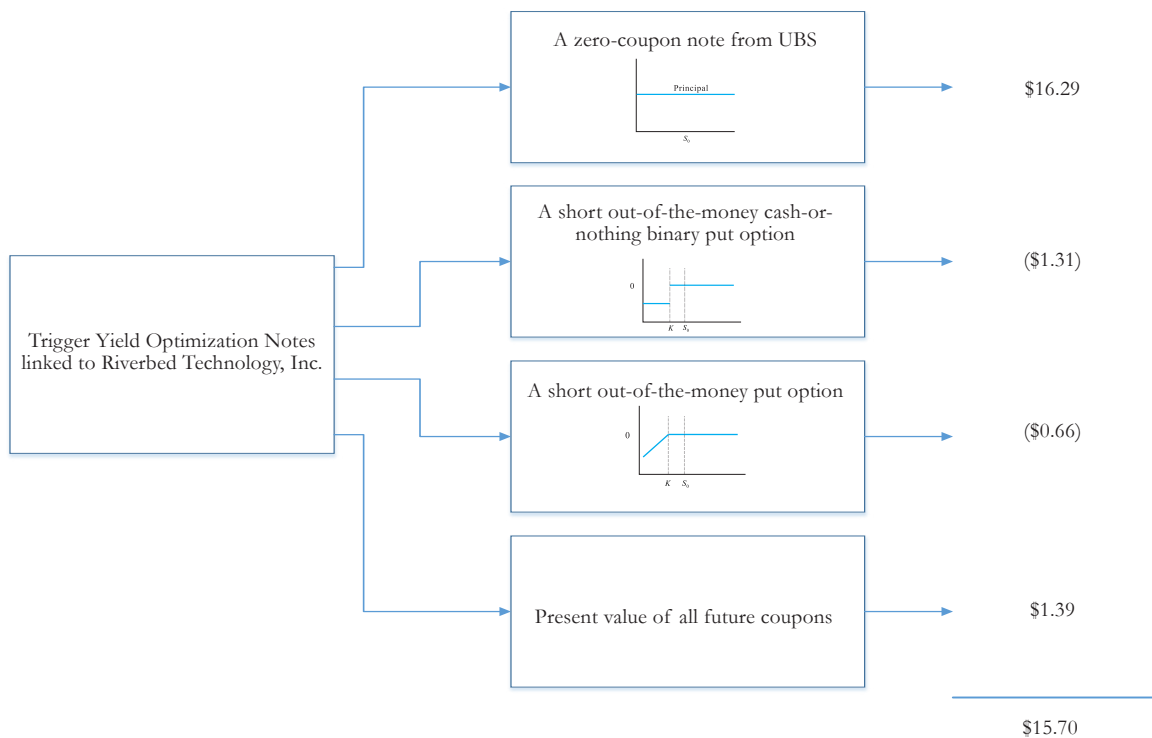 A zero-coupon note from UBS
Principal
S0
$16.29
A short out-of-the-money cash-or-
nothing binary put option
0
K S0
($1.31)
Trigger Yield Optimization Notes
linked to Riverbed Technology, Inc.
A short out-of-the-money put option
0
K S0
($0.66)
Present value of all future coupons
$1.39
$15.70